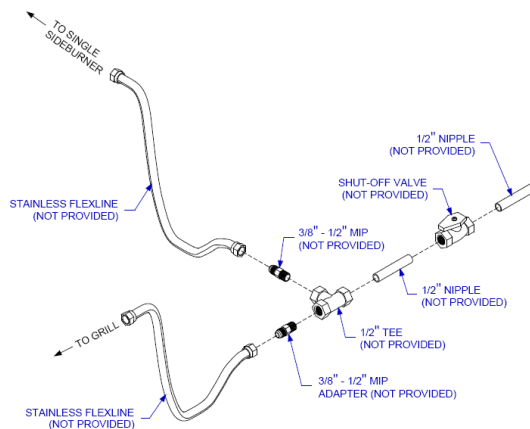 TO SINGLE
SIDEBURNER
1/2" NIPPLE
(NOT PROVIDED)
SHUT-OFF VALVE
(NOT PROVIDED)
STAINLESS FLEXLINE
(NOT PROVIDED)
3/8" - 1/2" MIP
(NOT PROVIDED)
1/2" NIPPLE
(NOT PROVIDED)
TO GRILL
1/2" TEE
(NOT PROVIDED)
3/8" - 1/2" MIP
ADAPTER (NOT PROVIDED)
STAINLESS FLEXLINE
(NOT PROVIDED)